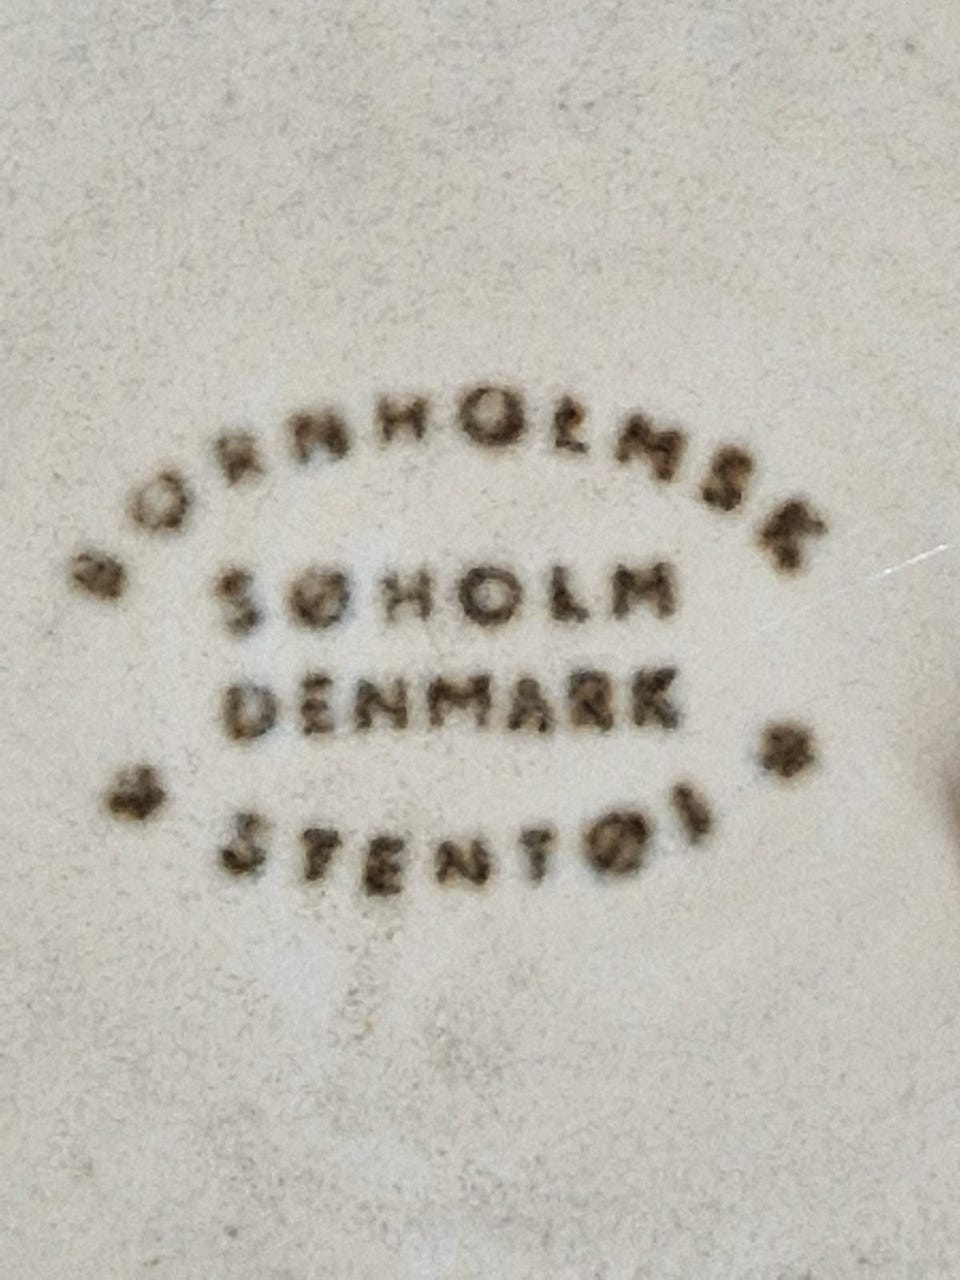 BORNHOLMSK
SØHOLM
DENMARK
* STENTØI *